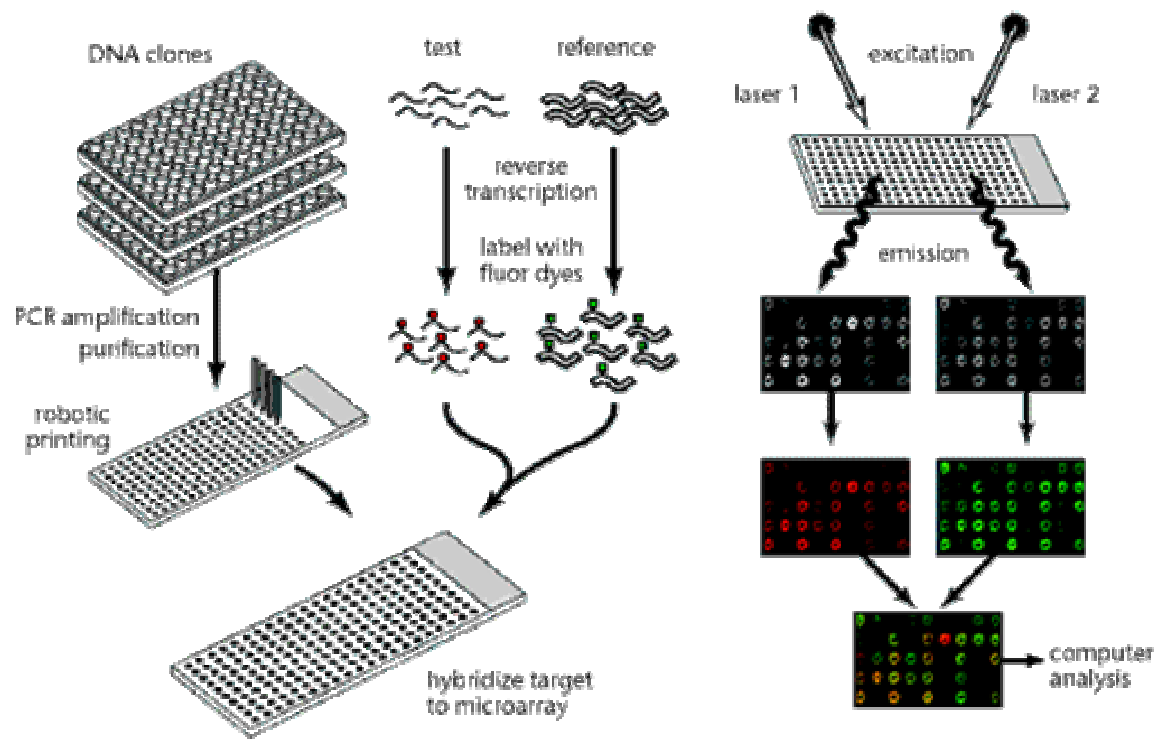 DNA clones
PCR amplification
purification
robotic
printing
test
reference
reverse
transcription
label with
fluor dyes
hybridize target
to microarray
excitation
laser 1
laser 2
emission
computer
analysis